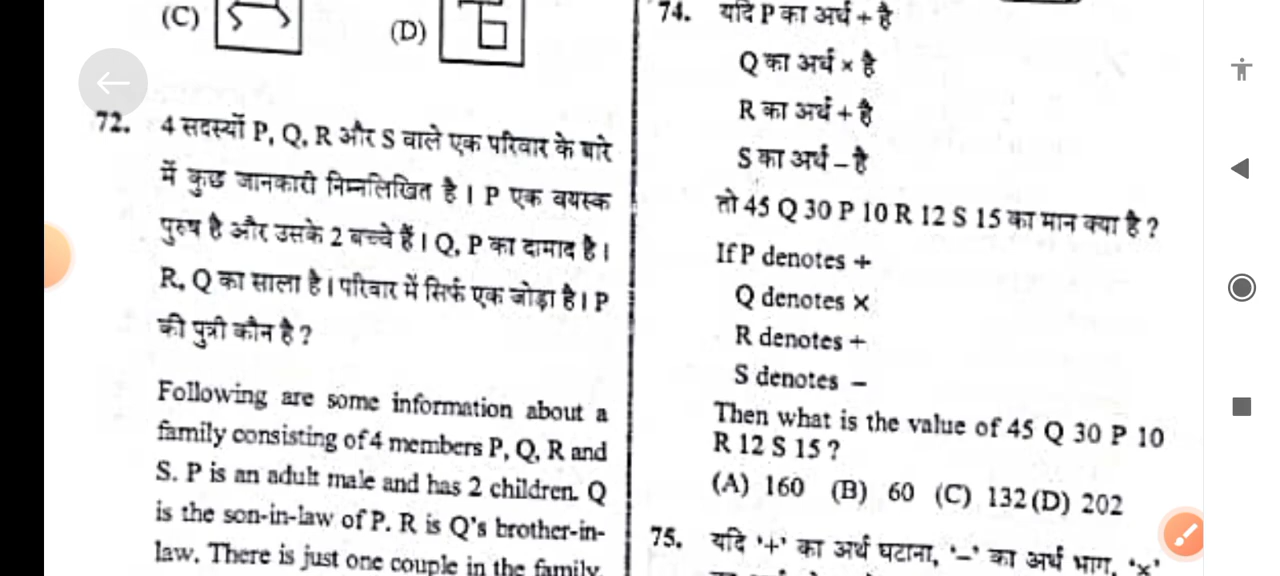 (C)
(D)
72. 4 सदस्यों P, Q, R और S वाले एक परिवार के बारे
में कुछ जानकारी निम्नलिखित है । P एक वयस्क
पुरुष है और उसके 2 बच्चे हैं । Q, P का दामाद है ।
R, Q का साला है । परिवार में सिर्फ एक जोड़ा है । P
की पुत्री कौन है ?
Following are some information about a
family consisting of 4 members P, Q, R and
S. P is an adult male and has 2 children. Q
is the son-in-law of P. R is Q's brother-in-
law. There is just one couple in the family.
74. यदि P का अर्थ + है
Q का अर्थ × है
R का अर्थ + है
S का अर्थ – है
तो 45 Q 30 P 10 R 12 S 15 का मान क्या है ?
If P denotes +
Q denotes ×
R denotes +
S denotes –
Then what is the value of 45 Q 30 P 10
R 12 S 15 ?
(A) 160 (B) 60 (C) 132 (D) 202
75. यदि '+' का अर्थ घटाना, '–' का अर्थ भाग, '×'